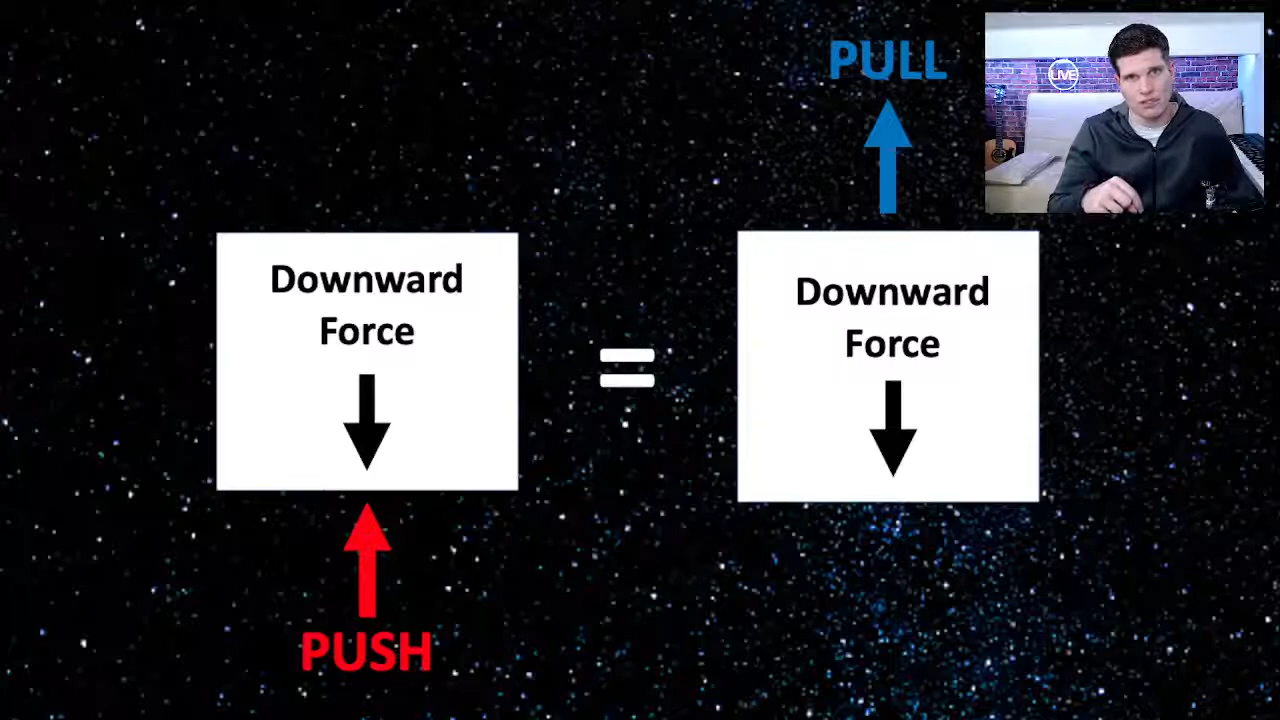 PULL
LIVE
Downward
Force
=
Downward
Force
PUSH